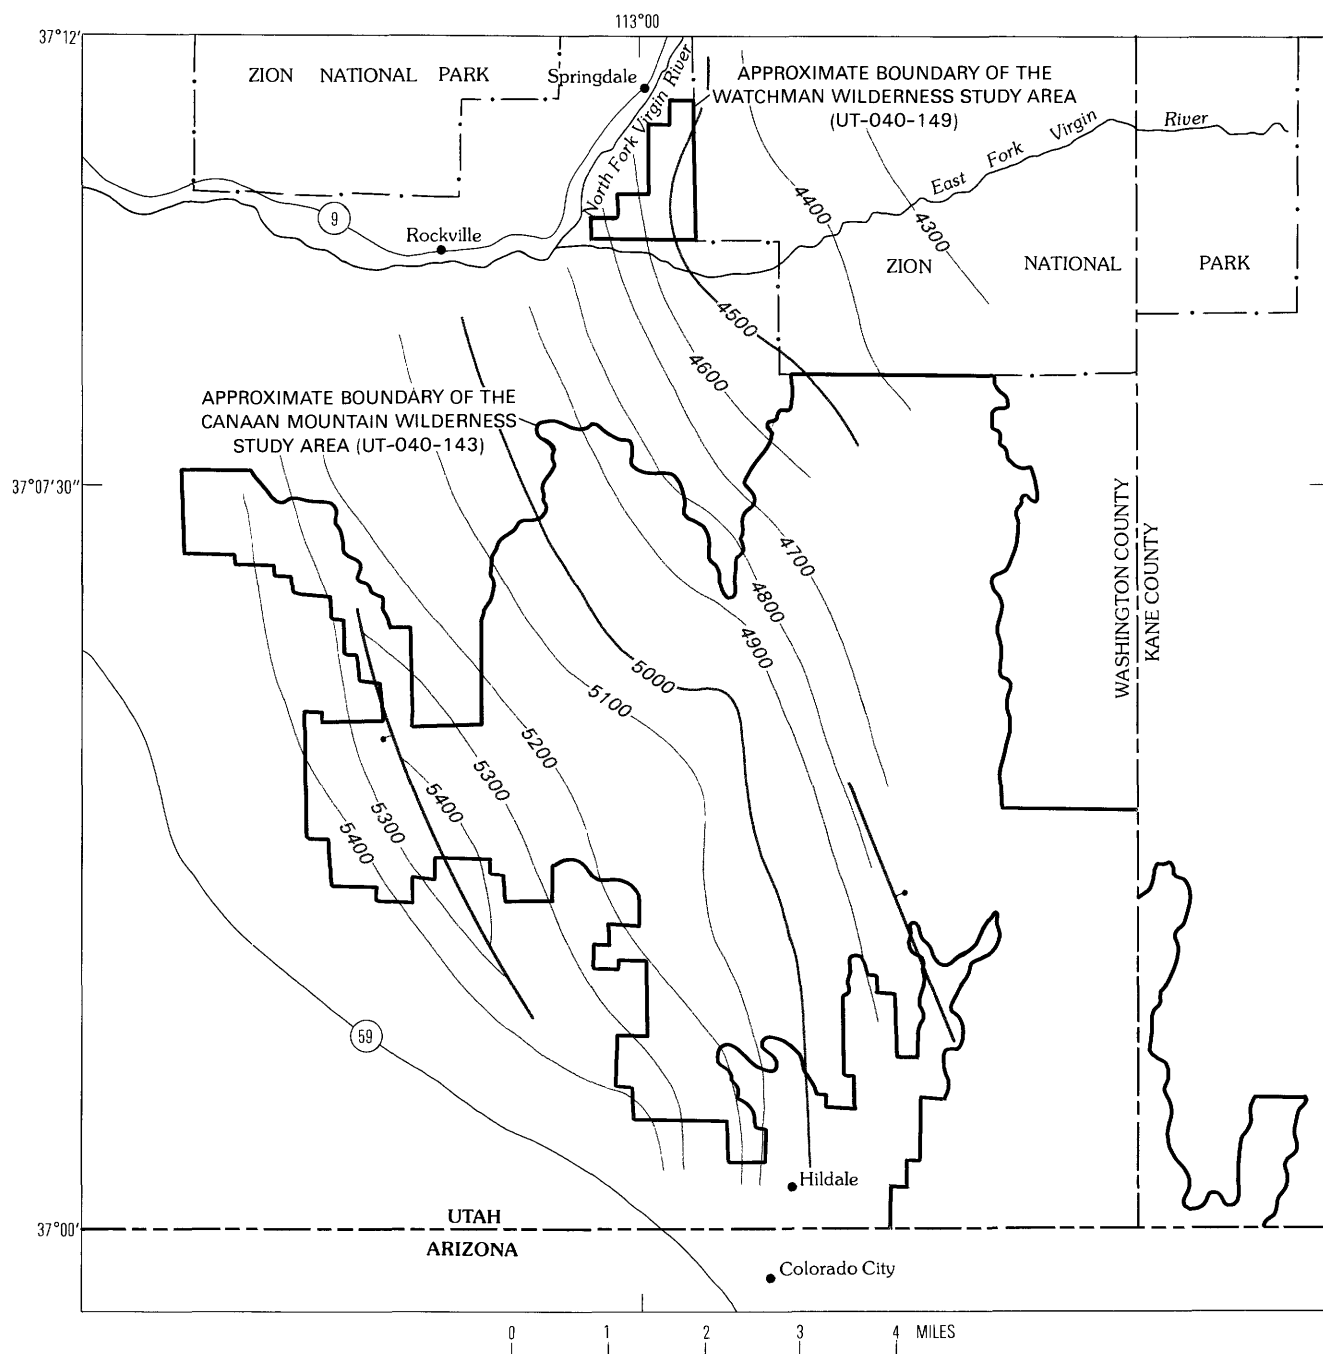 113°00
37°12′
ZION NATIONAL PARK
Springdale
North Fork Virgin River
APPROXIMATE BOUNDARY OF THE
WATCHMAN WILDERNESS STUDY AREA
(UT-040-149)
East Fork Virgin River
9
Rockville
4400
4300
ZION NATIONAL PARK
4500
4600
APPROXIMATE BOUNDARY OF THE
CANAAN MOUNTAIN WILDERNESS
STUDY AREA (UT-040-143)
37°07′30″
WASHINGTON COUNTY
KANE COUNTY
4700
4800
4900
5000
5100
5200
5300
5400
5300
5400
59
Hildale
37°00′
UTAH
ARIZONA
Colorado City
0 1 2 3 4 MILES